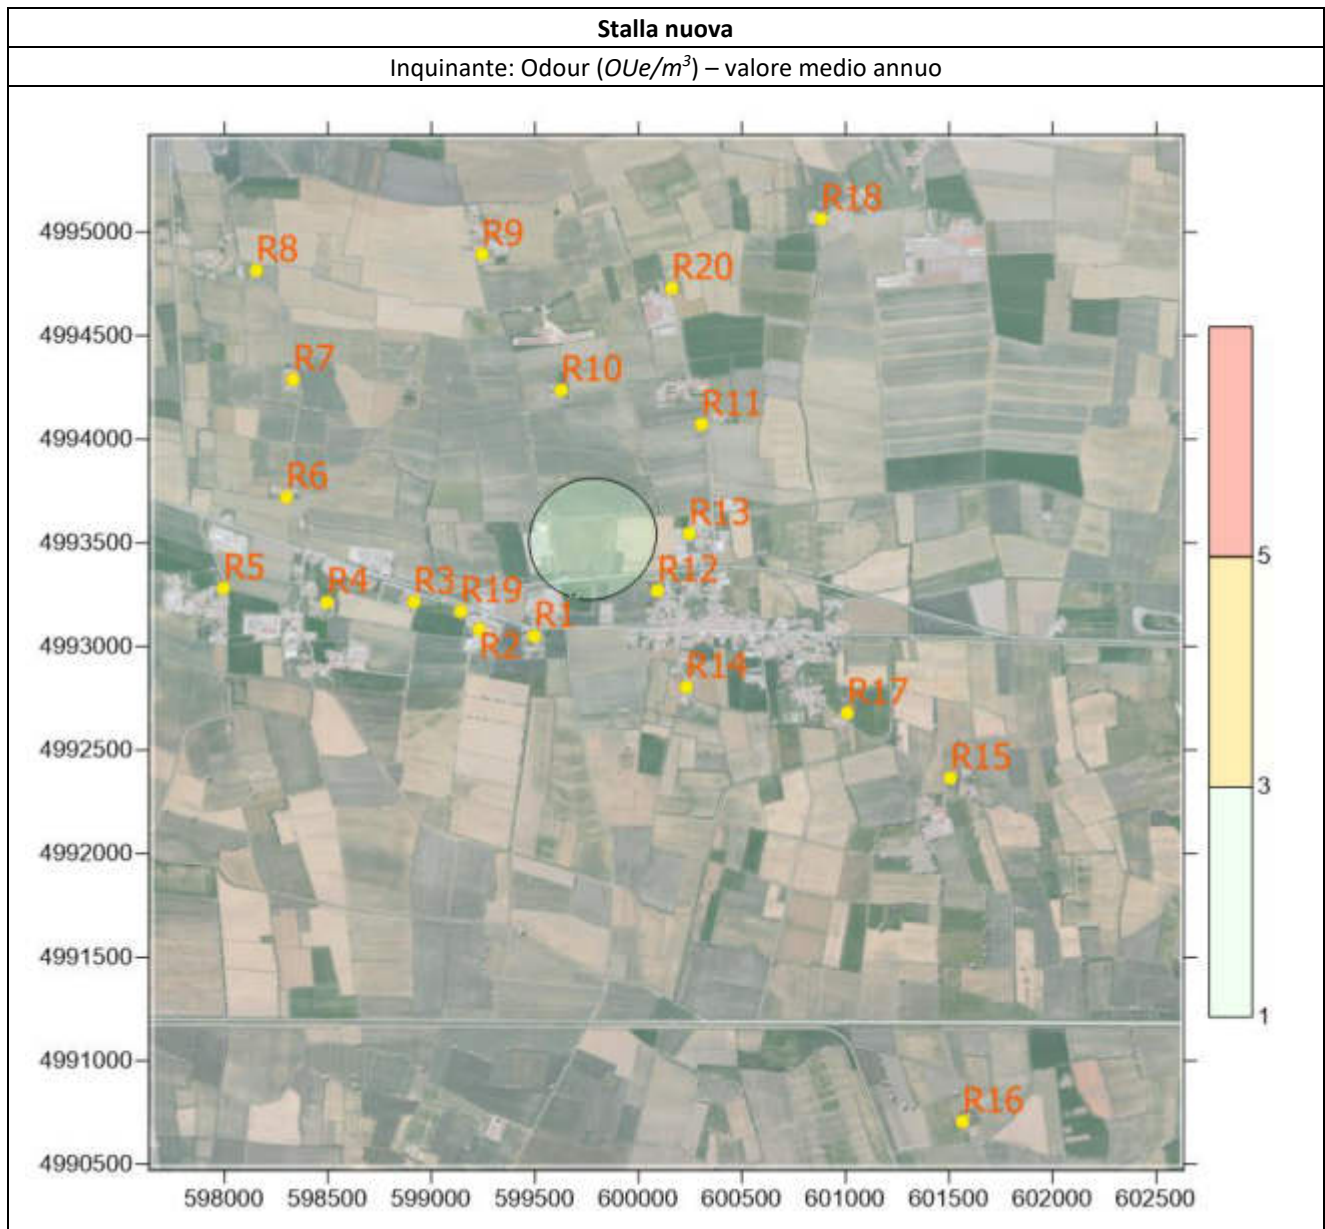 Stalla nuova
Inquinante: Odour (OUe/m³) – valore medio annuo
R18
4995000
R9
R8
R20
4994500
R7
R10
R11
4994000
R6
R13
4993500
5
R5
R12
R4
R3
R19
R1
4993000
R2
R14
R17
4992500
R15
3
4992000
4991500
1
4991000
R16
4990500
598000 598500 599000 599500 600000 600500 601000 601500 602000 602500